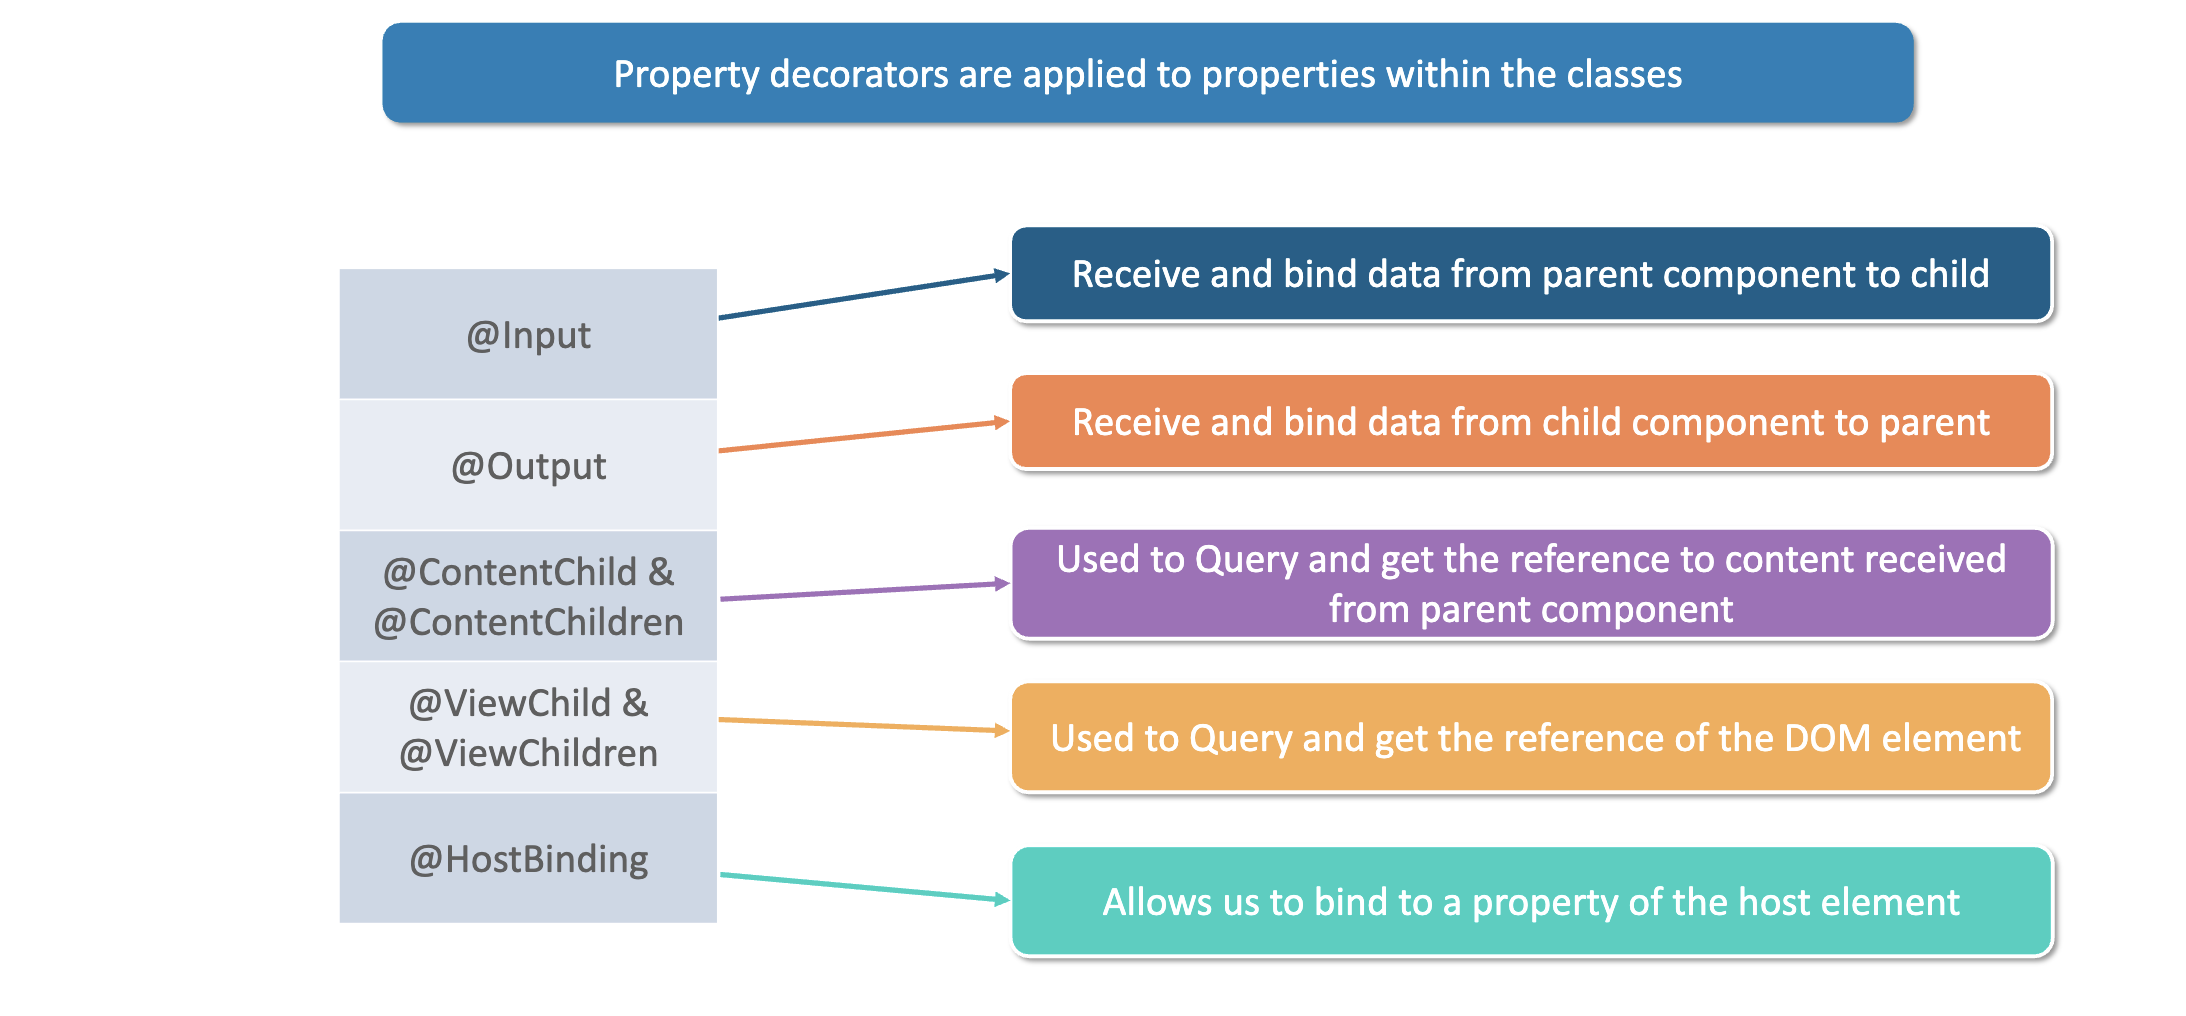 Property decorators are applied to properties within the classes
@Input
Receive and bind data from parent component to child
@Output
Receive and bind data from child component to parent
@ContentChild &
@ContentChildren
Used to Query and get the reference to content received
from parent component
@ViewChild &
@ViewChildren
Used to Query and get the reference of the DOM element
@HostBinding
Allows us to bind to a property of the host element